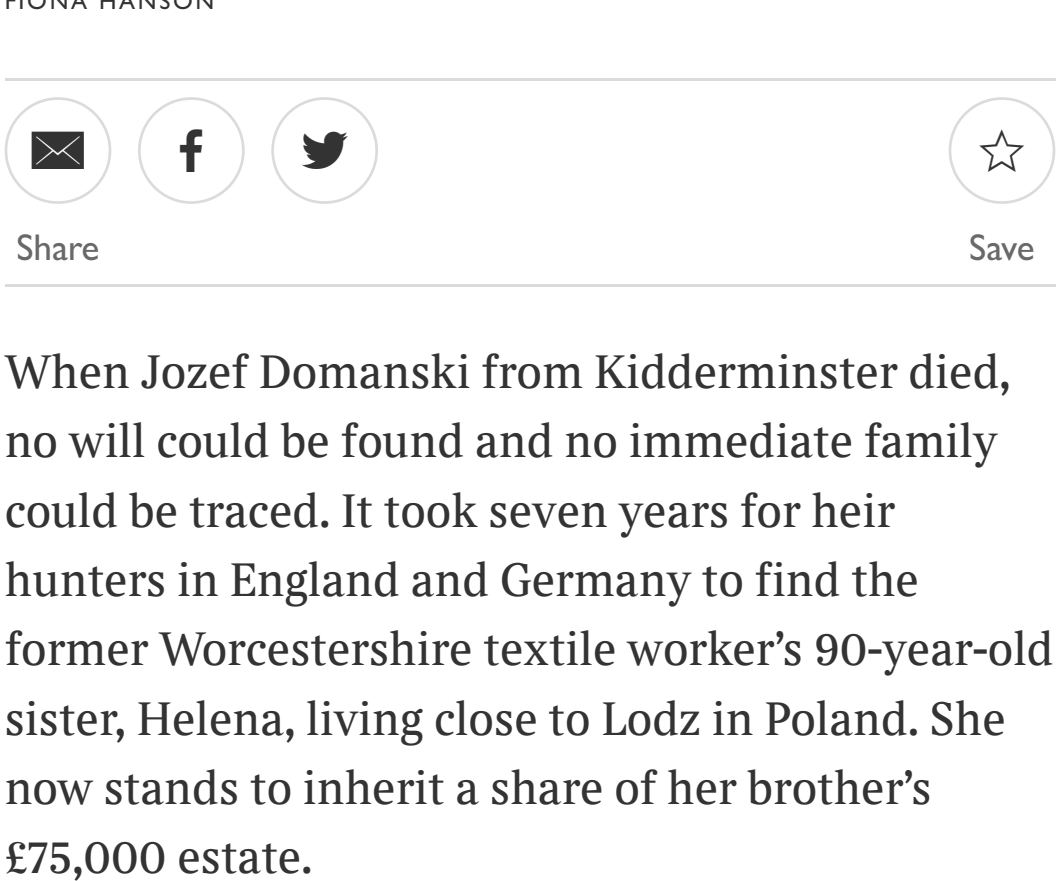 FIONA HANSON
Share
Save
When Jozef Domanski from Kidderminster died,
no will could be found and no immediate family
could be traced. It took seven years for heir
hunters in England and Germany to find the
former Worcestershire textile worker’s 90-year-old
sister, Helena, living close to Lodz in Poland. She
now stands to inherit a share of her brother’s
£75,000 estate.